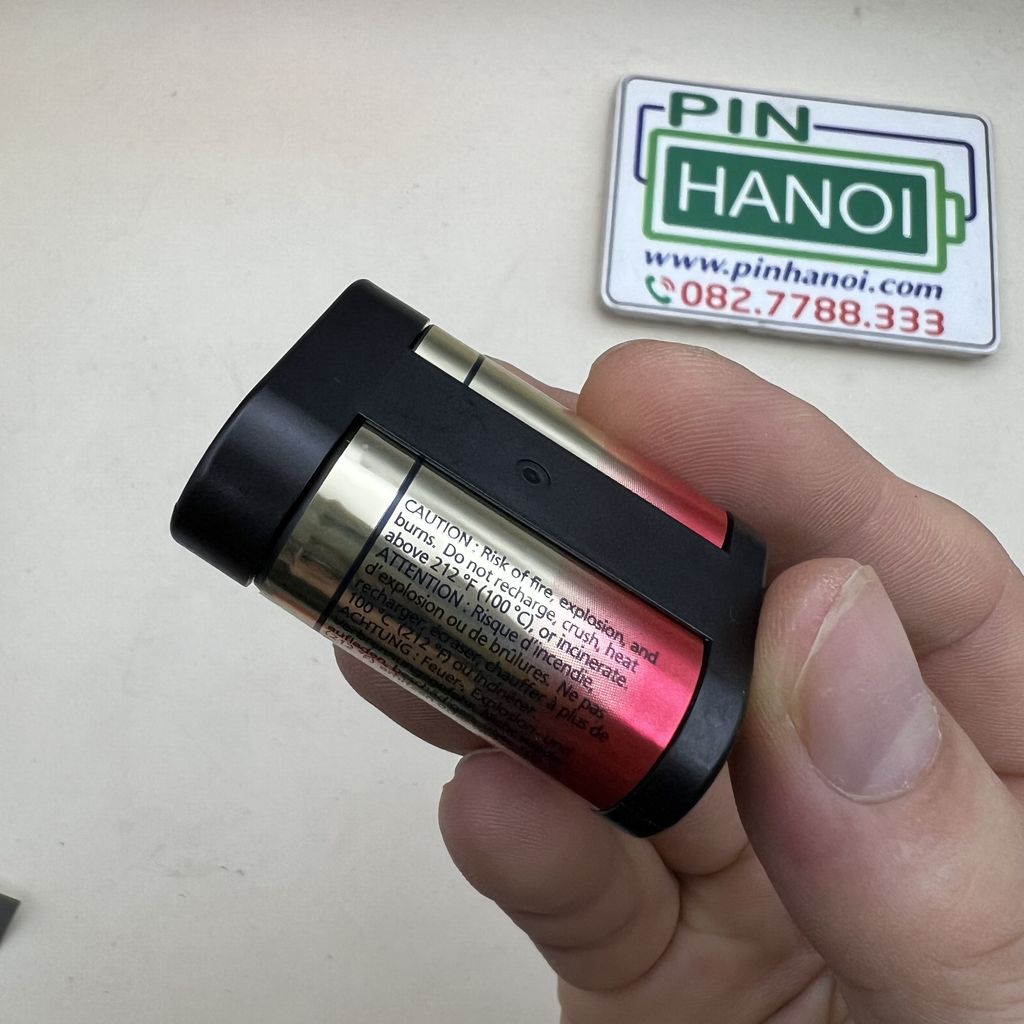 PIN
HANOI
www.pinhanoi.com
082.7788.333
CAUTION : Risk of fire, explosion, and
burns. Do not recharge, crush, heat
above 212 °F (100 °C), or incinerate.
ATTENTION : Risque d'incendie,
d'explosion ou de brûlures. Ne pas
recharger, écraser, chauffer à plus de
100 °C (212 °F) ou incinérer.
ACHTUNG : Feuer-, Explosions- und